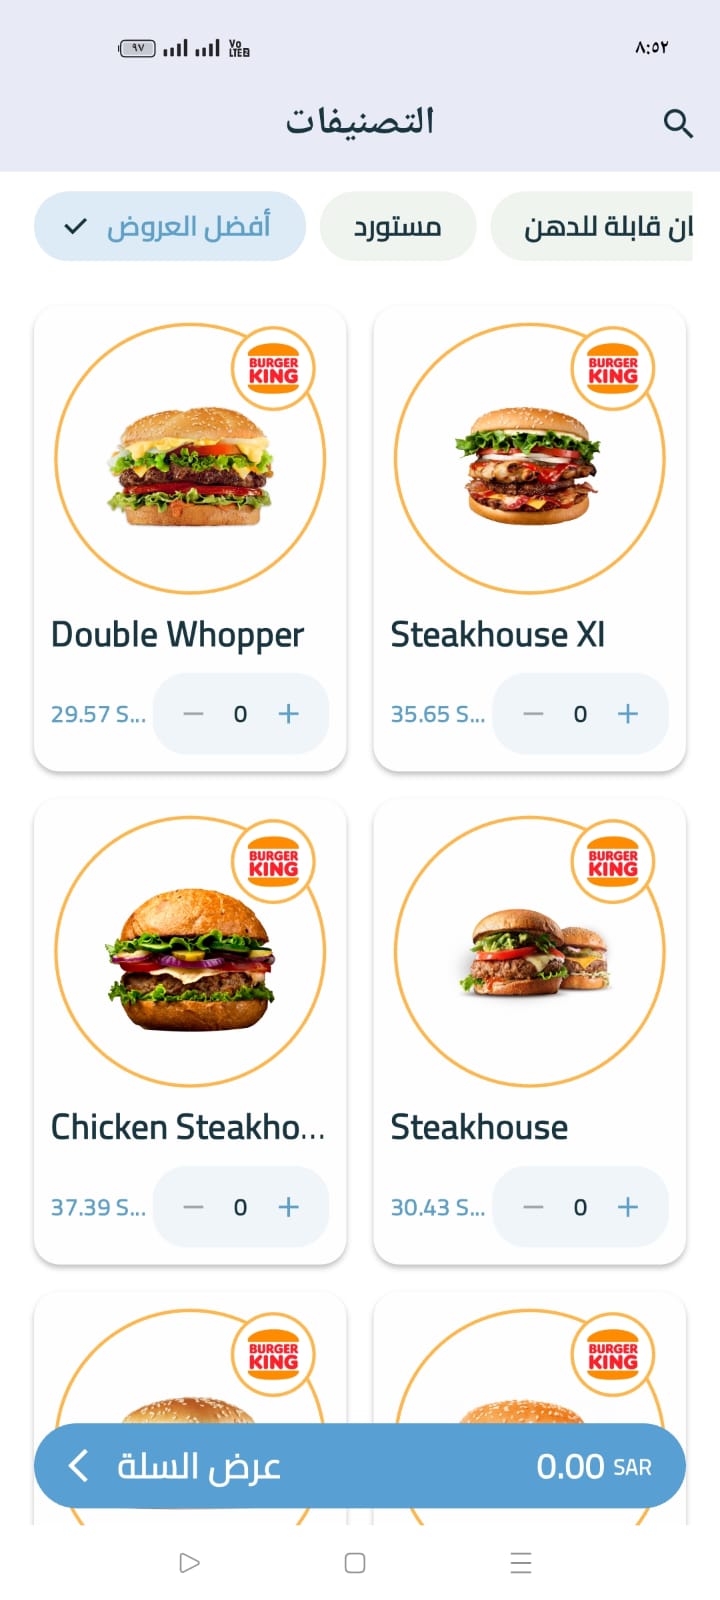 ٨:٥٢
٩٧
Vo
LTE 2
التصنيفات
أفضل العروض
مستورد
ان قابلة للدهن
BURGER
KING
BURGER
KING
Double Whopper
Steakhouse Xl
29.57 S...
0
35.65 S...
0
BURGER
KING
BURGER
KING
Chicken Steakho...
Steakhouse
37.39 S...
0
30.43 S...
0
BURGER
KING
BURGER
KING
عرض السلة
0.00 SAR